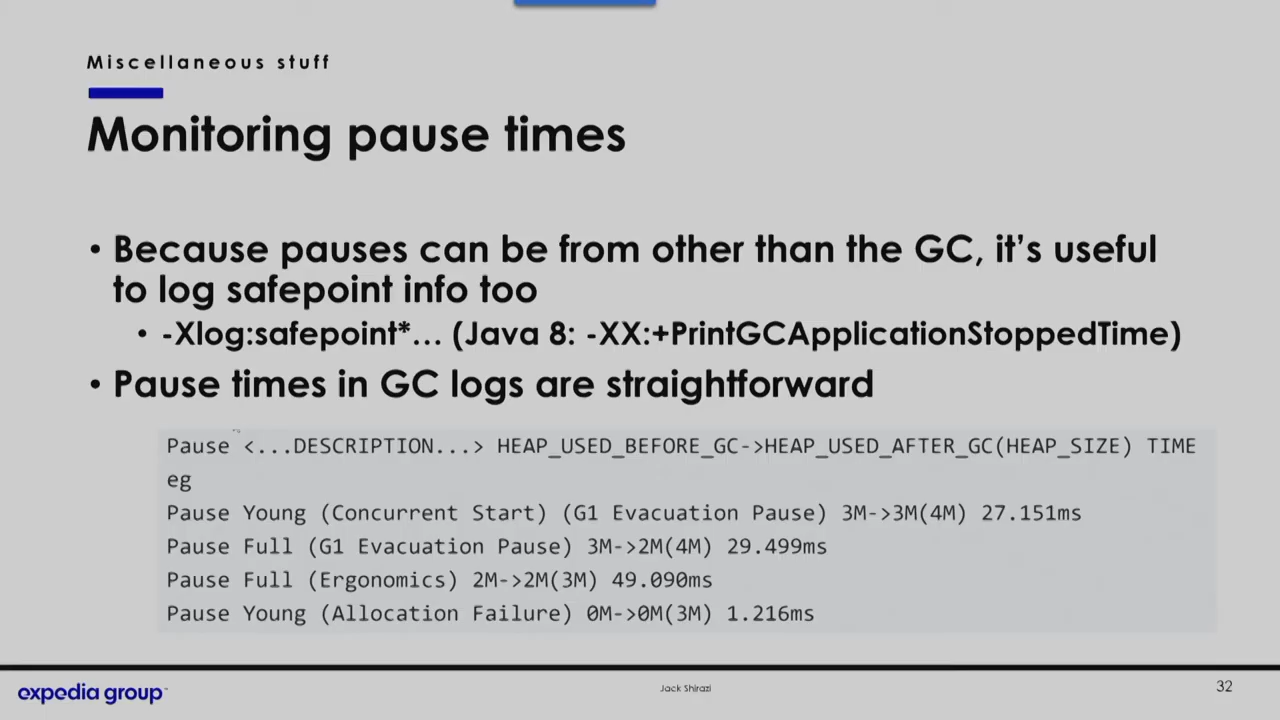 Miscellaneous stuff
Monitoring pause times
• Because pauses can be from other than the GC, it's useful
to log safepoint info too
• -Xlog:safepoint*... (Java 8: -XX:+PrintGCApplicationStoppedTime)
• Pause times in GC logs are straightforward
Pause <...DESCRIPTION...> HEAP_USED_BEFORE_GC->HEAP_USED_AFTER_GC(HEAP_SIZE) TIME
eg
Pause Young (Concurrent Start) (G1 Evacuation Pause) 3M->3M(4M) 27.151ms
Pause Full (G1 Evacuation Pause) 3M->2M(4M) 29.499ms
Pause Full (Ergonomics) 2M->2M(3M) 49.090ms
Pause Young (Allocation Failure) 0M->0M(3M) 1.216ms
expedia group
Jack Shirazi
32